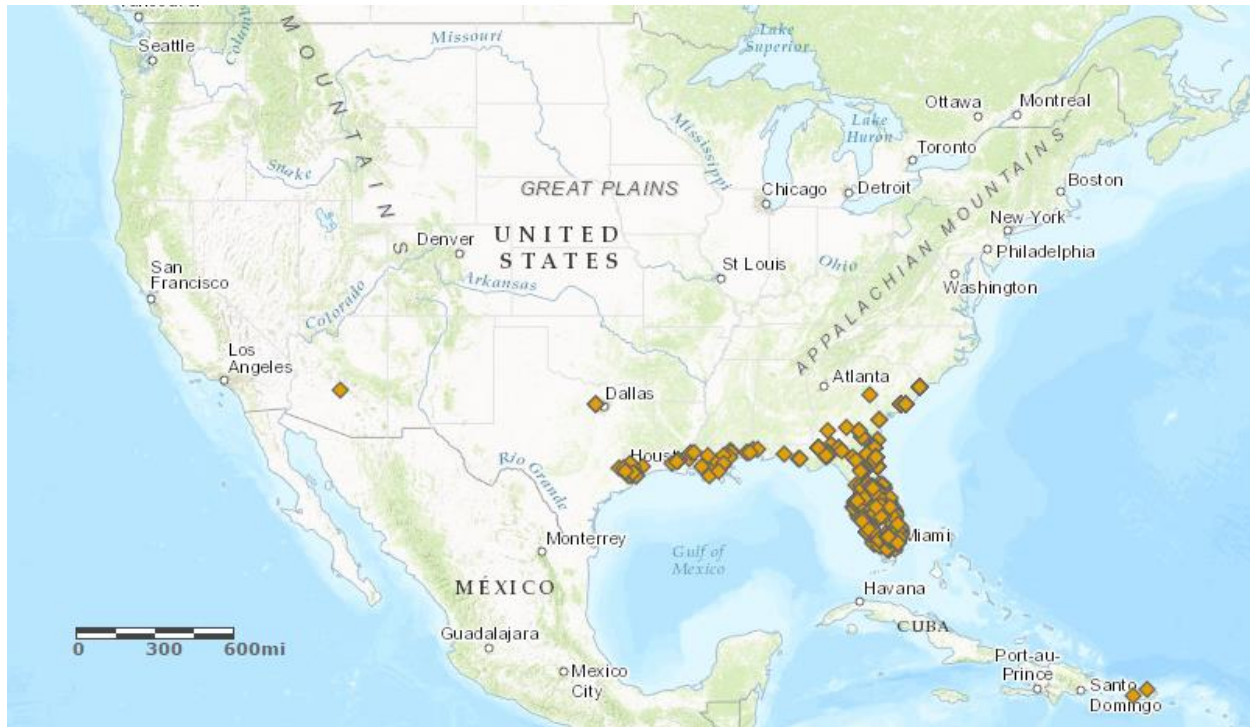 Seattle
Columb
MOUNTAINS
Missouri
Lake
Superior
Ottawa
Montreal
Lake
Huron
Toronto
Mississippi
Snake
GREAT PLAINS
Chicago
Detroit
Boston
APPALACHIAN MOUNTAINS
New York
Denver
UNITED
STATES
Philadelphia
San
Francisco
St Louis
Ohio
Washington
Colorado
Arkansas
Los
Angeles
Atlanta
Dallas
Houst
Rio Grande
Monterrey
Gulf of
Mexico
Miami
MÉXICO
Havana
CUBA
Guadalajara
0 300 600mi
Mexico
City
Port-au-
Prince
Santo
Domingo